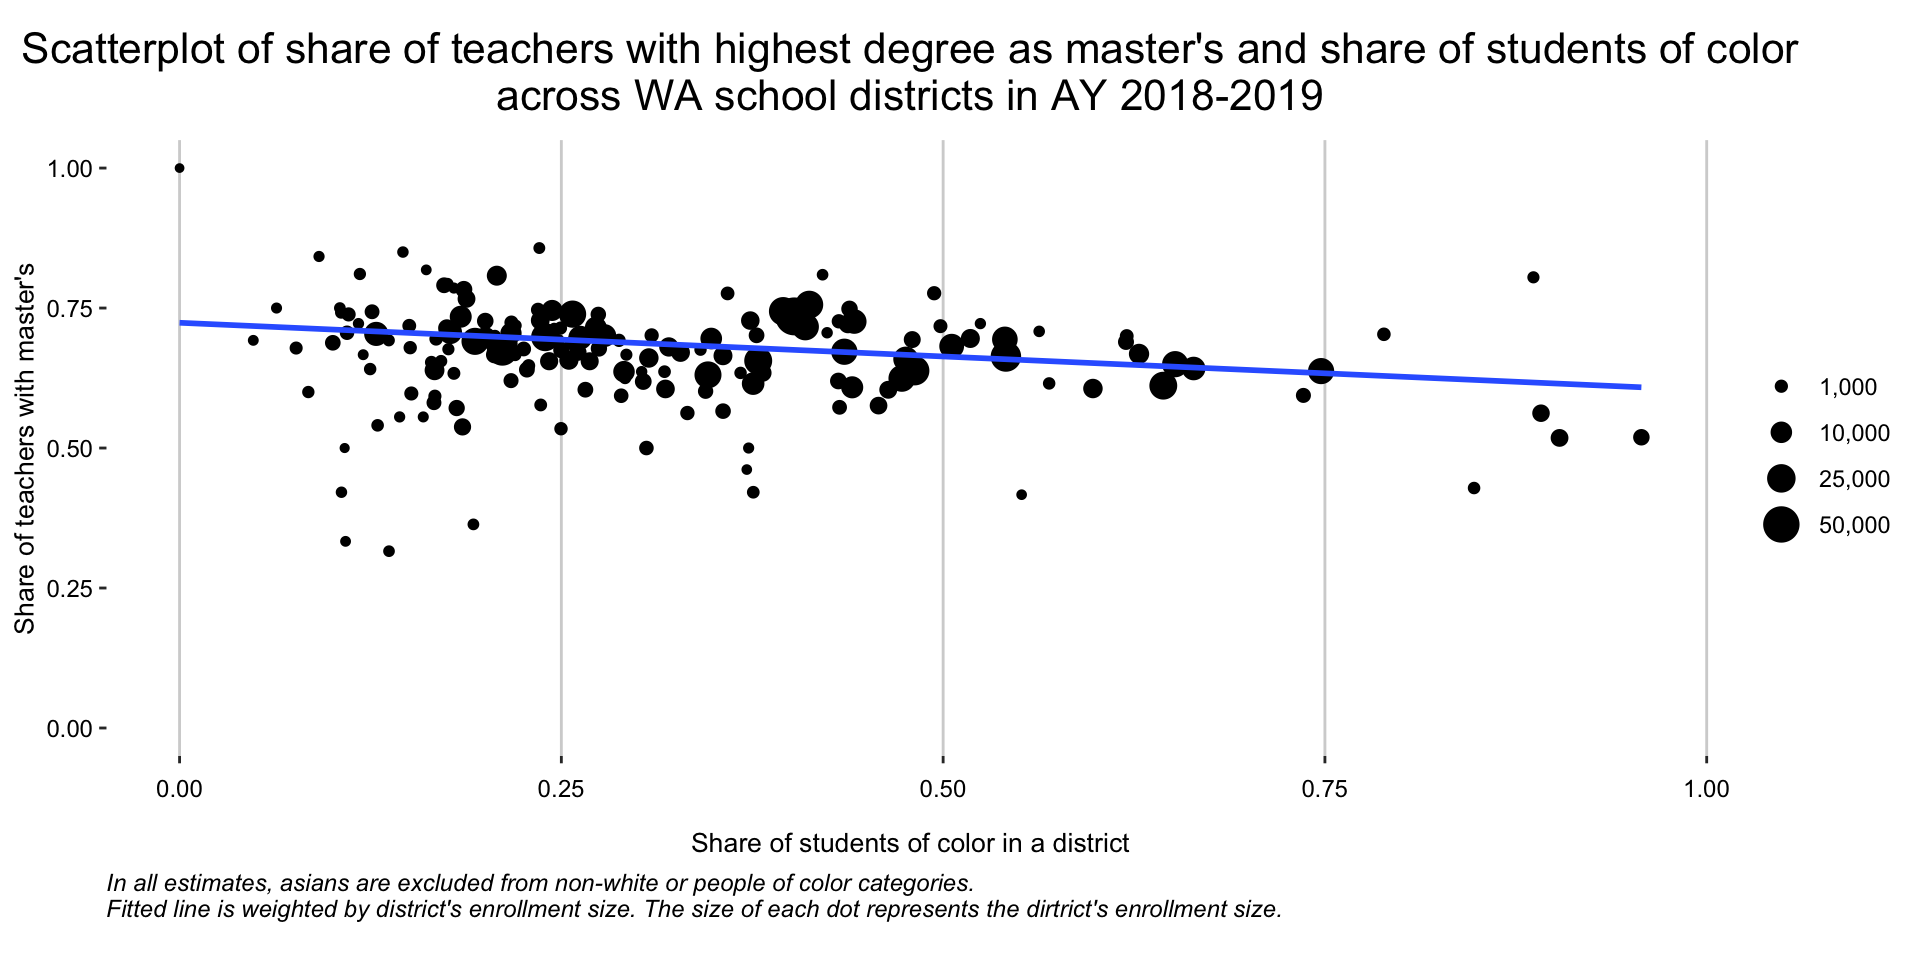 Scatterplot of share of teachers with highest degree as master's and share of students of color
across WA school districts in AY 2018-2019
Share of teachers with master's
1.00
0.75
0.50
0.25
0.00
0.00
0.25
0.50
0.75
1.00
Share of students of color in a district
1,000
10,000
25,000
50,000
In all estimates, asians are excluded from non-white or people of color categories.
Fitted line is weighted by district's enrollment size. The size of each dot represents the dirtrict's enrollment size.